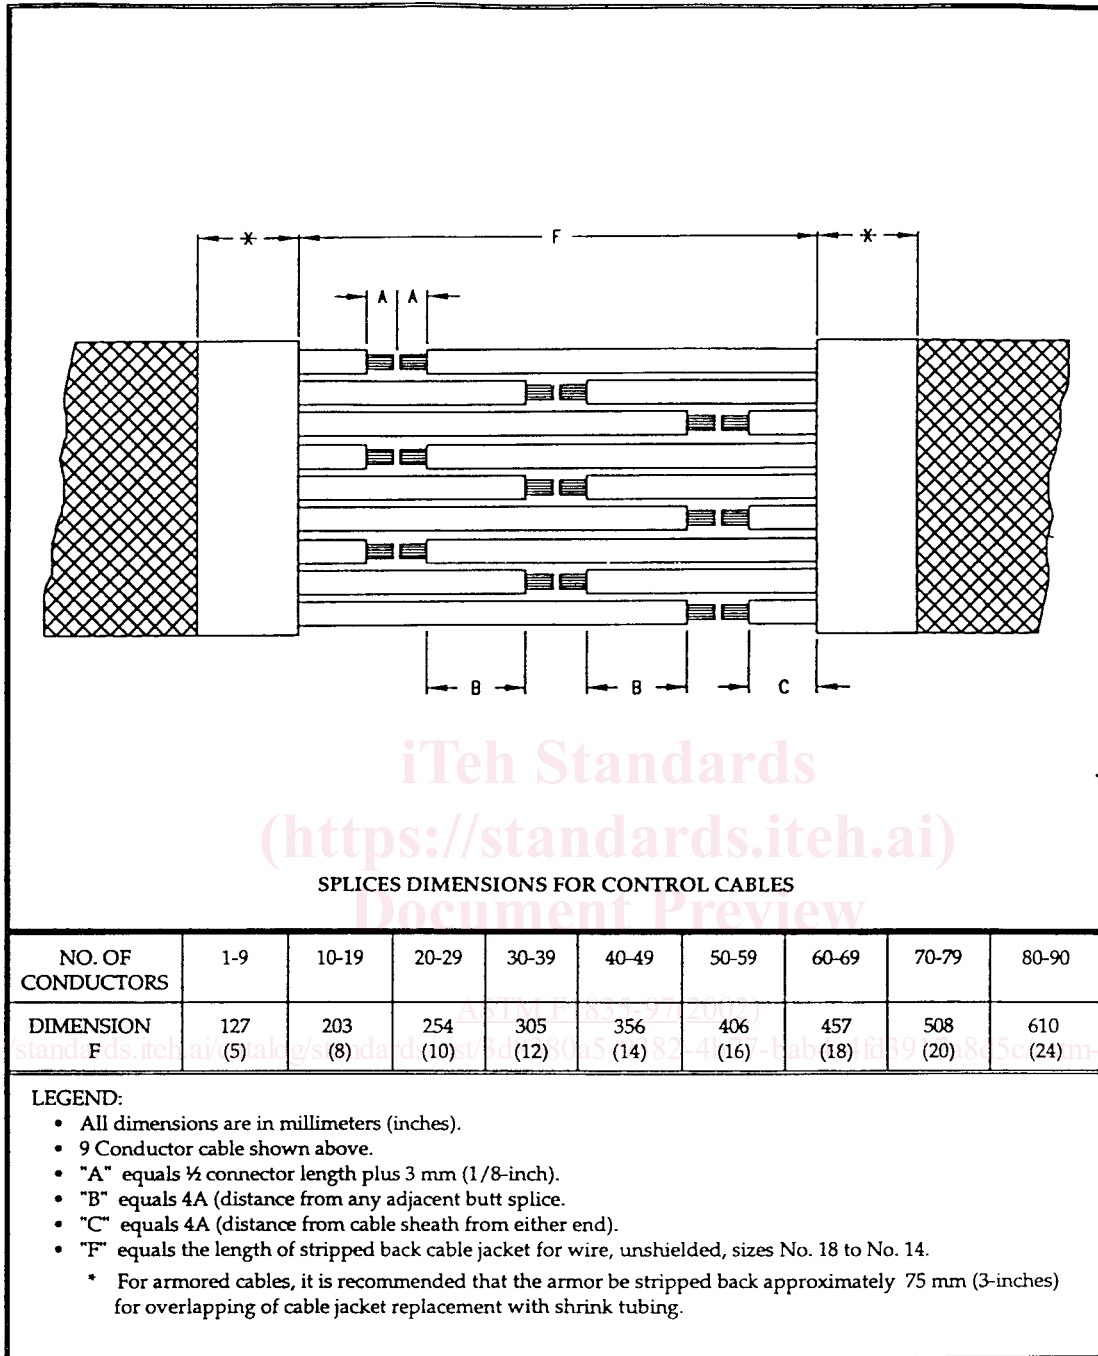 * F *
A A
B B C
iTeh Standards
(https://standards.iteh.ai)
SPLICES DIMENSIONS FOR CONTROL CABLES
Document Preview
NO. OF CONDUCTORS 1-9 10-19 20-29 30-39 40-49 50-59 60-69 70-79 80-90
ASTM F1835-97(2002)
DIMENSION F 127 (5) 203 (8) 254 (10) 305 (12) 356 (14) 406 (16) 457 (18) 508 (20) 610 (24)
LEGEND:
• All dimensions are in millimeters (inches).
• 9 Conductor cable shown above.
• "A" equals ½ connector length plus 3 mm (1/8-inch).
• "B" equals 4A (distance from any adjacent butt splice.
• "C" equals 4A (distance from cable sheath from either end).
• "F" equals the length of stripped back cable jacket for wire, unshielded, sizes No. 18 to No. 14.
* For armored cables, it is recommended that the armor be stripped back approximately 75 mm (3-inches)
for overlapping of cable jacket replacement with shrink tubing.